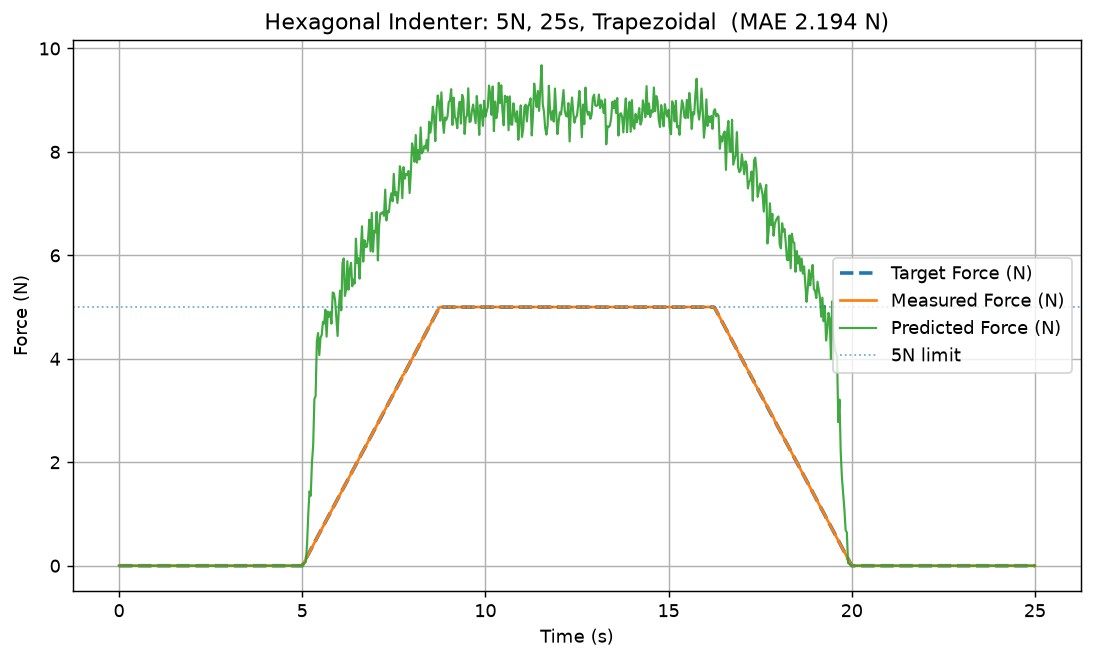 Hexagonal Indenter: 5N, 25s, Trapezoidal  (MAE 2.194 N)
10
8
6
4
2
0
Force (N)
Target Force (N)
Measured Force (N)
Predicted Force (N)
5N limit
0
5
10
15
20
25
Time (s)